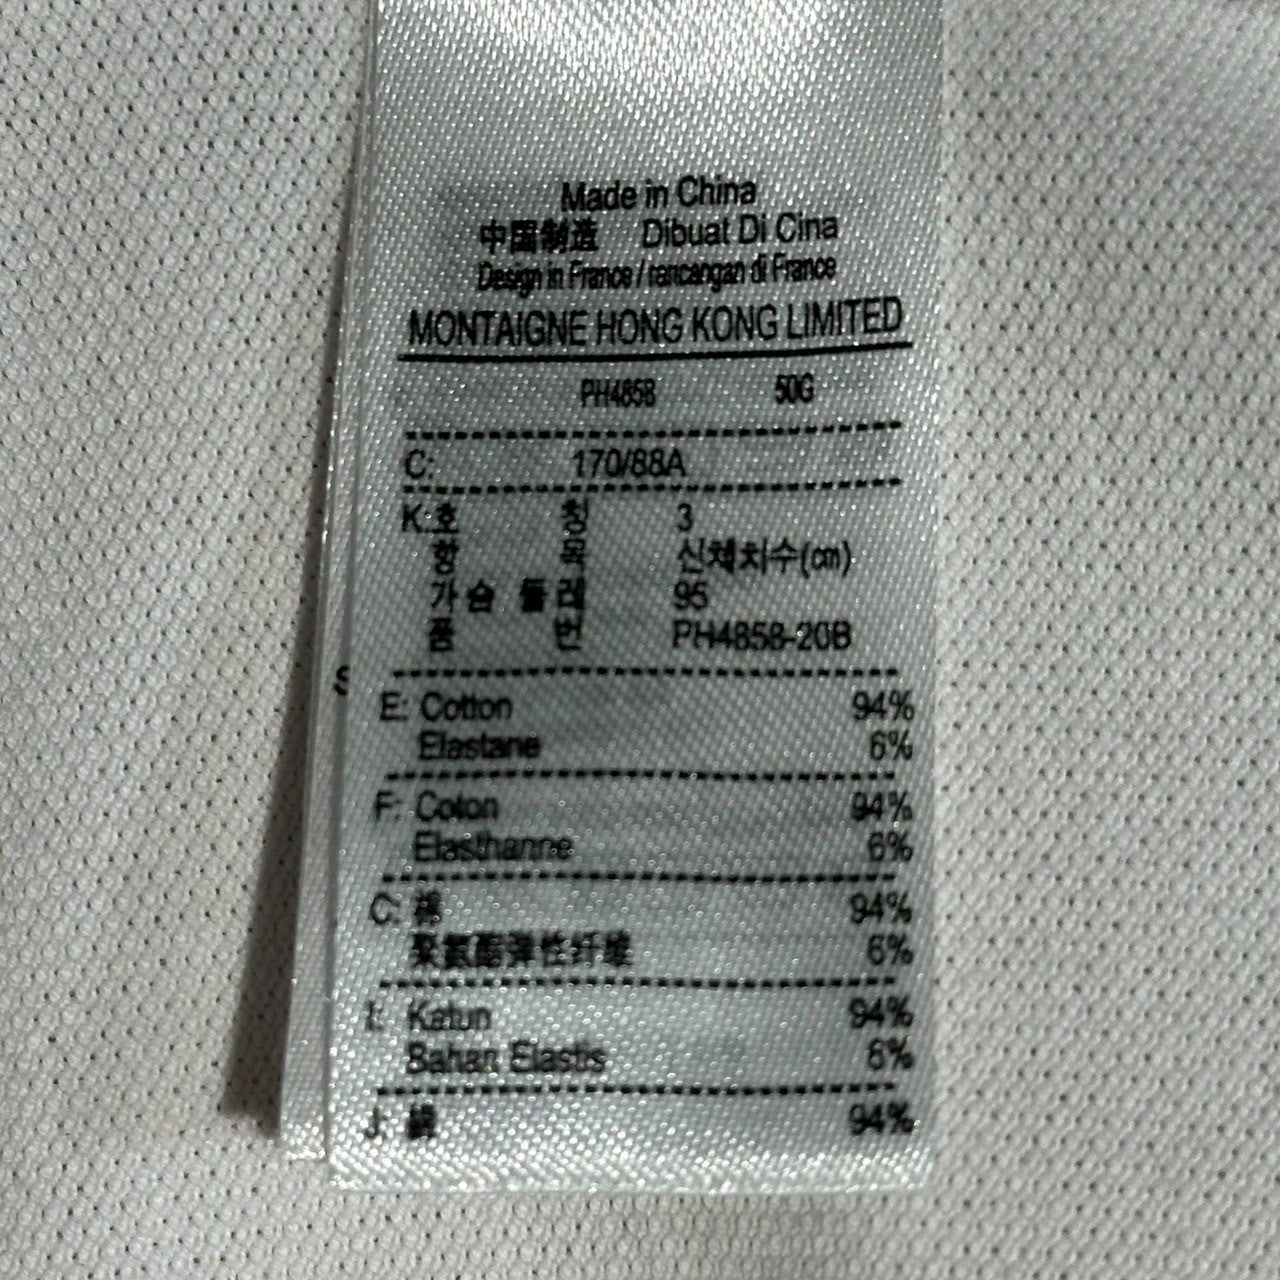 Made in China
中国制造 Dibuat Di Cina
Design in France / rancangan di France
MONTAIGNE HONG KONG LIMITED
PH4858 50G
C: 170/88A
K:호 칭 3
형 용 신체치수(cm)
가 슴 둘 레 95
품 번 PH4858-20B
S
E: Cotton 94%
Elastane 6%
F: Coton 94%
Elasthanne 6%
C: 棉 94%
聚氨酯弹性纤维 6%
I: Katun 94%
Bahan Elastis 6%
J: 綿 94%